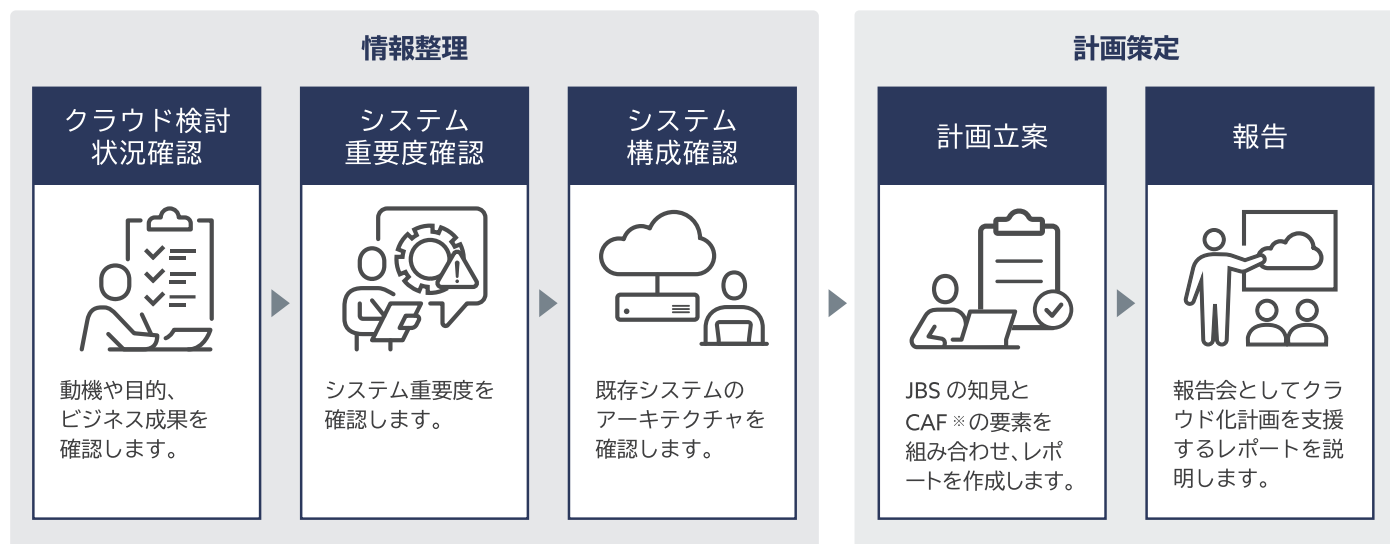 情報整理
クラウド検討
状況確認
動機や目的、
ビジネス成果を
確認します。
システム
重要度確認
システム重要度を
確認します。
システム
構成確認
既存システムの
アーキテクチャを
確認します。
計画策定
計画立案
JBS の知見と
CAF ※の要素を
組み合わせ、レポ
ートを作成します。
報告
報告会としてクラ
ウド化計画を支援
するレポートを説
明します。